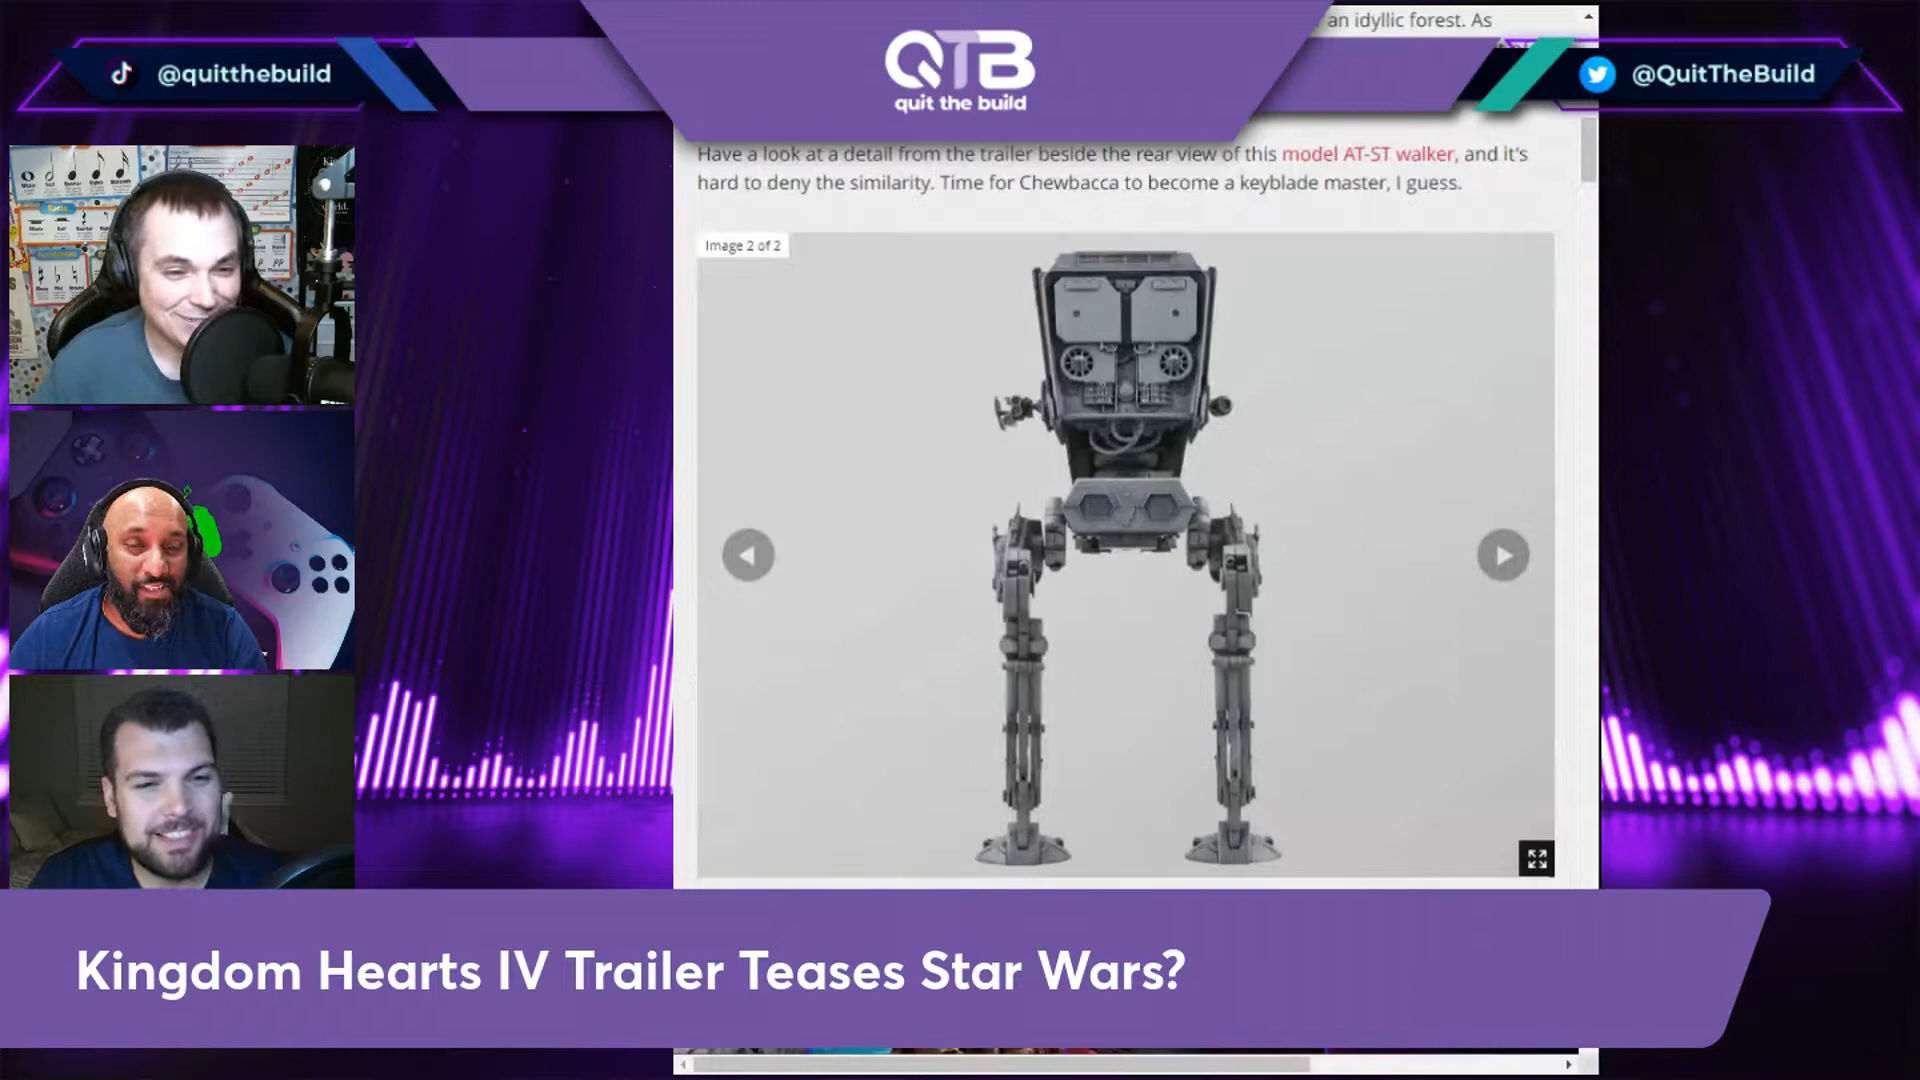 an idyllic forest. As
QTB
quit the build
@quitthebuild
@QuitTheBuild
Have a look at a detail from the trailer beside the rear view of this model AT-ST walker, and it's
hard to deny the similarity. Time for Chewbacca to become a keyblade master, I guess.
Image 2 of 2
Kingdom Hearts IV Trailer Teases Star Wars?